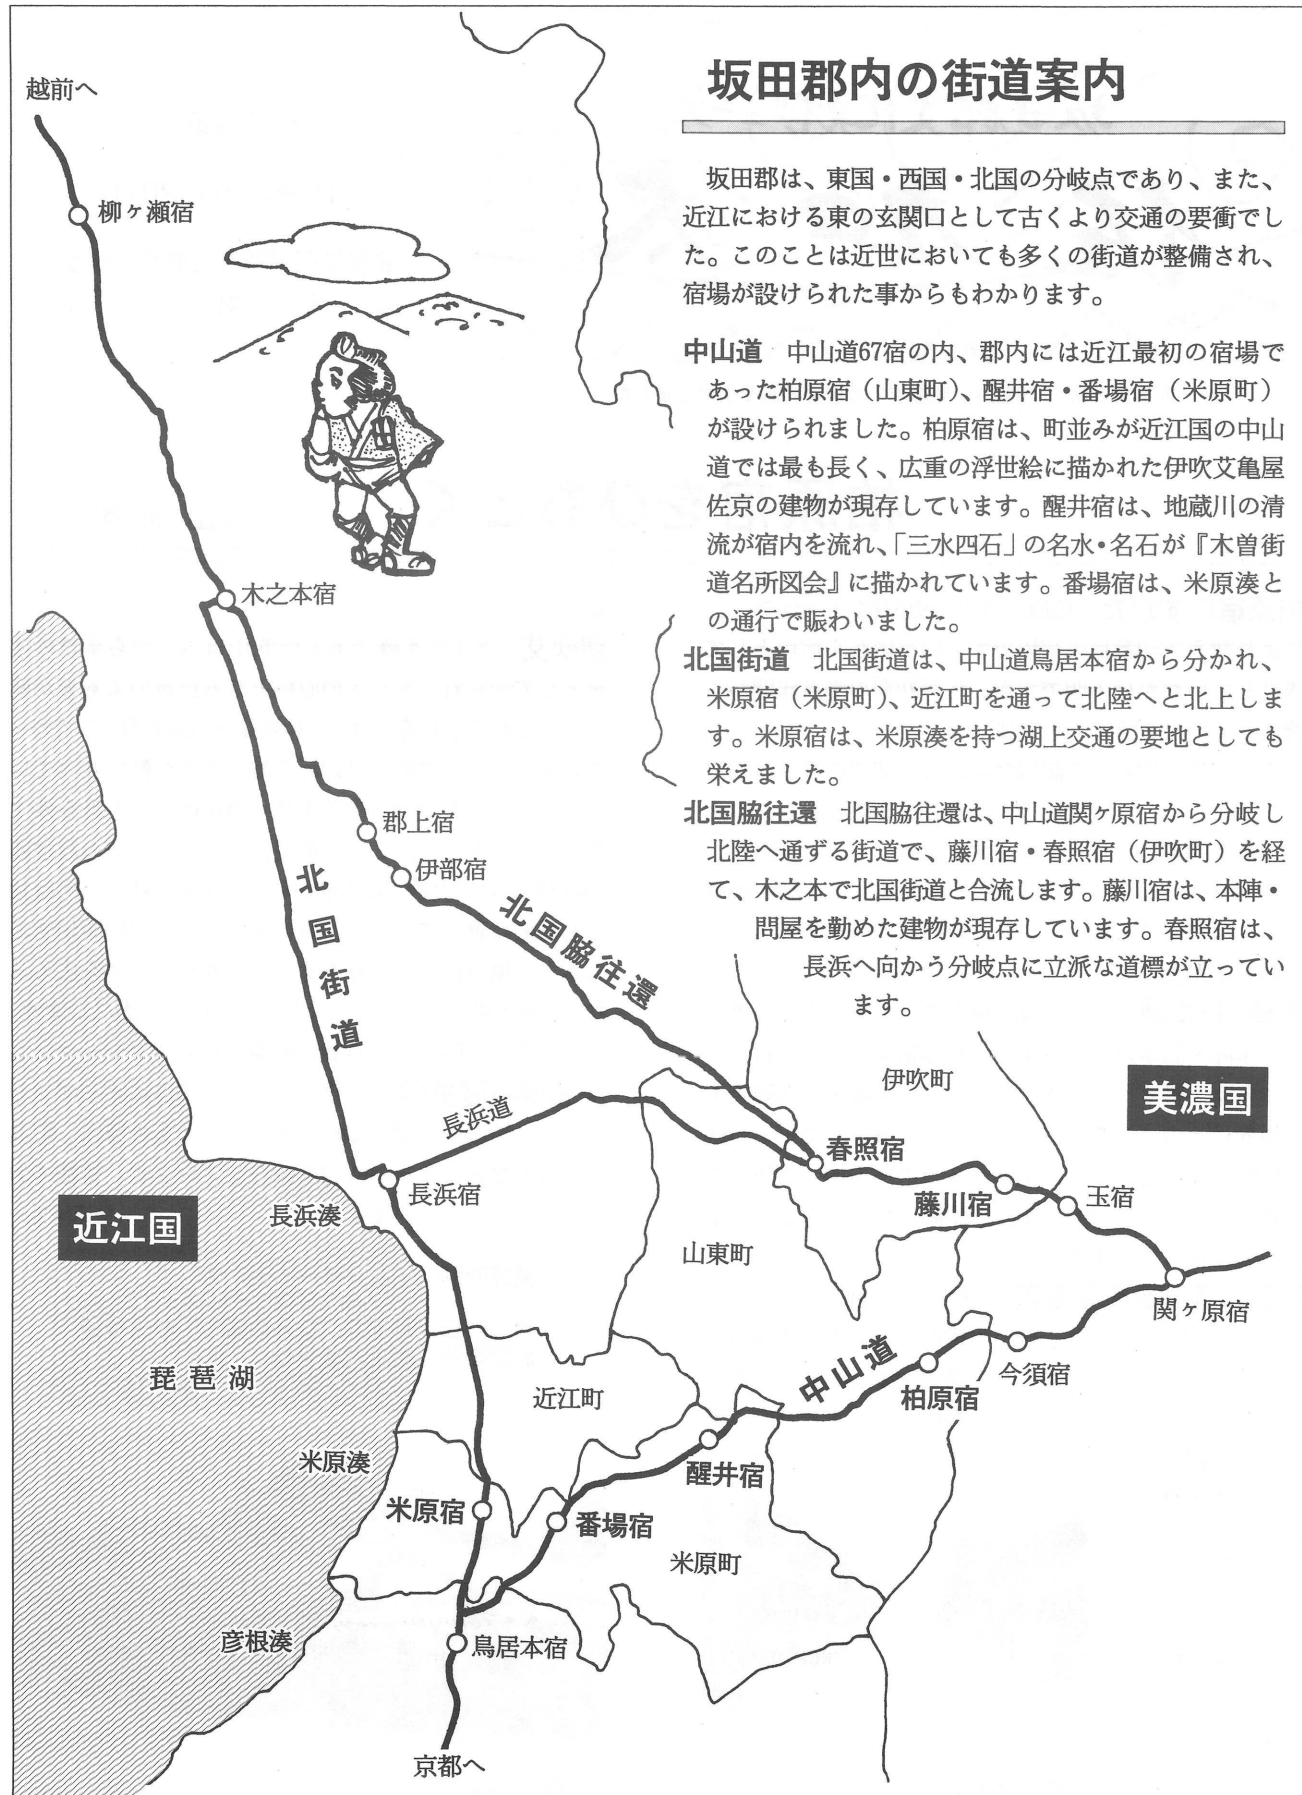 坂田郡内の街道案内
坂田郡は、東国・西国・北国の分岐点であり、また、
近江における東の玄関口として古くより交通の要衝でし
た。このことは近世においても多くの街道が整備され、
宿場が設けられた事からもわかります。
中山道　中山道67宿の内、郡内には近江最初の宿場で
あった柏原宿（山東町）、醒井宿・番場宿（米原町）
が設けられました。柏原宿は、町並みが近江国の中山
道では最も長く、広重の浮世絵に描かれた伊吹艾亀屋
佐京の建物が現存しています。醒井宿は、地蔵川の清
流が宿内を流れ、「三水四石」の名水・名石が『木曽街
道名所図会』に描かれています。番場宿は、米原湊と
の通行で賑わいました。
北国街道　北国街道は、中山道鳥居本宿から分かれ、
米原宿（米原町）、近江町を通って北陸へと北上しま
す。米原宿は、米原湊を持つ湖上交通の要地としても
栄えました。
北国脇往還　北国脇往還は、中山道関ヶ原宿から分岐し
北陸へ通ずる街道で、藤川宿・春照宿（伊吹町）を経
て、木之本で北国街道と合流します。藤川宿は、本陣・
問屋を勤めた建物が現存しています。春照宿は、
長浜へ向かう分岐点に立派な道標が立ってい
ます。
越前へ
柳ヶ瀬宿
木之本宿
郡上宿
伊部宿
北国街道
北国脇往還
伊吹町
美濃国
長浜道
春照宿
長浜宿
藤川宿
玉宿
長浜湊
近江国
山東町
関ヶ原宿
琵琶湖
中山道
今須宿
近江町
柏原宿
米原湊
醒井宿
米原宿
番場宿
米原町
彦根湊
鳥居本宿
京都へ